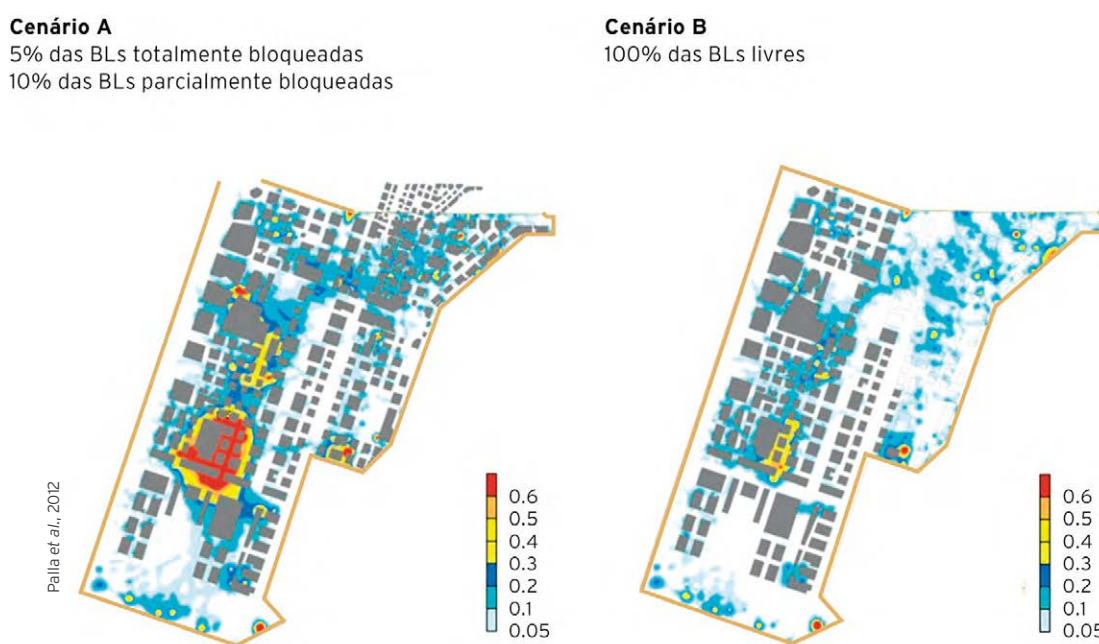 Cenário A
5% das BLs totalmente bloqueadas
10% das BLs parcialmente bloqueadas
Cenário B
100% das BLs livres
Palla et al., 2012
0.6
0.5
0.4
0.3
0.2
0.1
0.05
0.6
0.5
0.4
0.3
0.2
0.1
0.05